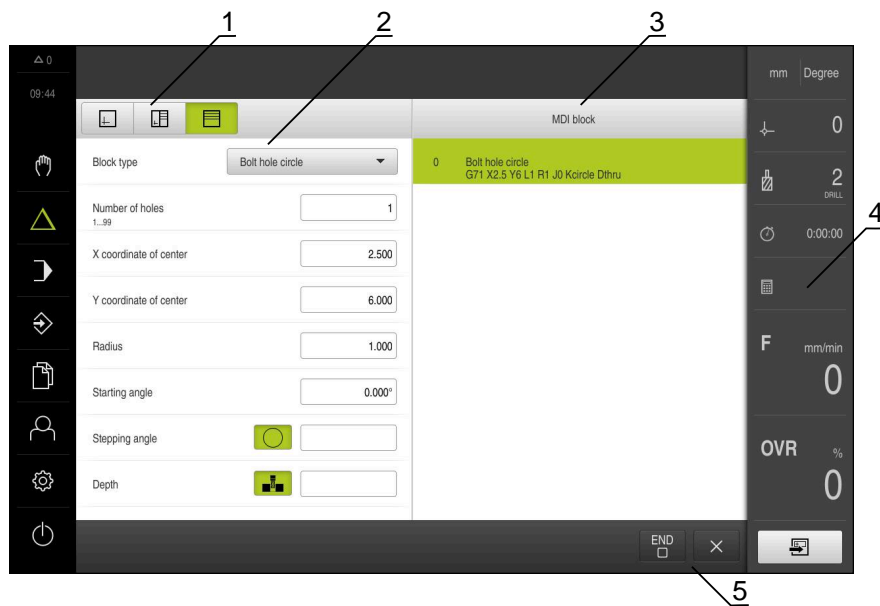 1
2
3
0
09:44
mm Degree
MDI block
0
Block type
Bolt hole circle
0 Bolt hole circle
G71 X2.5 Y6 L1 R1 J0 Kcircle Dthru
2
DRILL
Number of holes
1...99
1
4
0:00:00
X coordinate of center
2.500
Y coordinate of center
6.000
Radius
1.000
F mm/min
0
Starting angle
0.000°
Stepping angle
OVR %
0
Depth
END
5